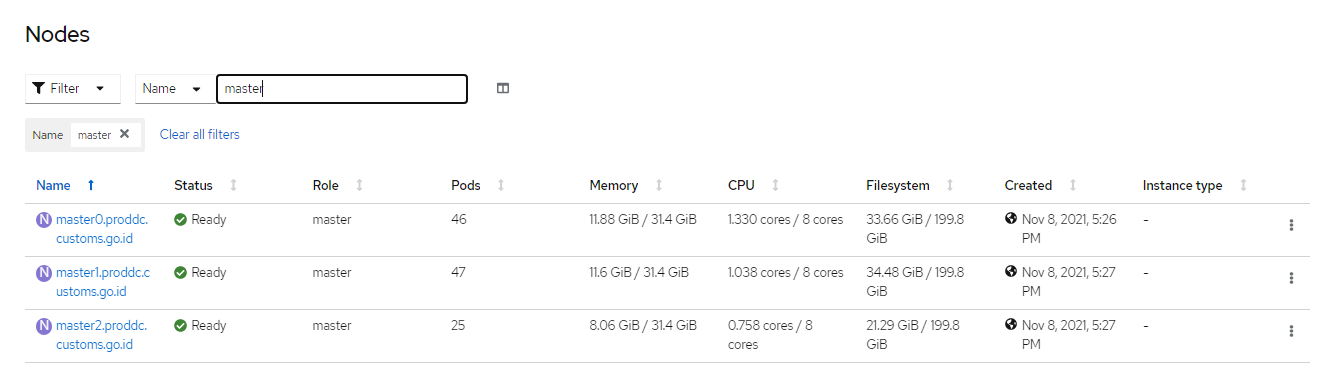 Nodes
Filter Name master
Name master Clear all filters
Name Status Role Pods Memory CPU Filesystem Created Instance type
N master0.proddc. Ready master 46 11.88 GiB / 31.4 GiB 1.330 cores / 8 cores 33.66 GiB / 199.8 Nov 8, 2021, 5:26 -
customs.go.id GiB PM
N master1.proddc.c Ready master 47 11.6 GiB / 31.4 GiB 1.038 cores / 8 cores 34.48 GiB / 199.8 Nov 8, 2021, 5:27 -
ustoms.go.id GiB PM
N master2.proddc. Ready master 25 8.06 GiB / 31.4 GiB 0.758 cores / 8 21.29 GiB / 199.8 Nov 8, 2021, 5:27 -
customs.go.id cores GiB PM